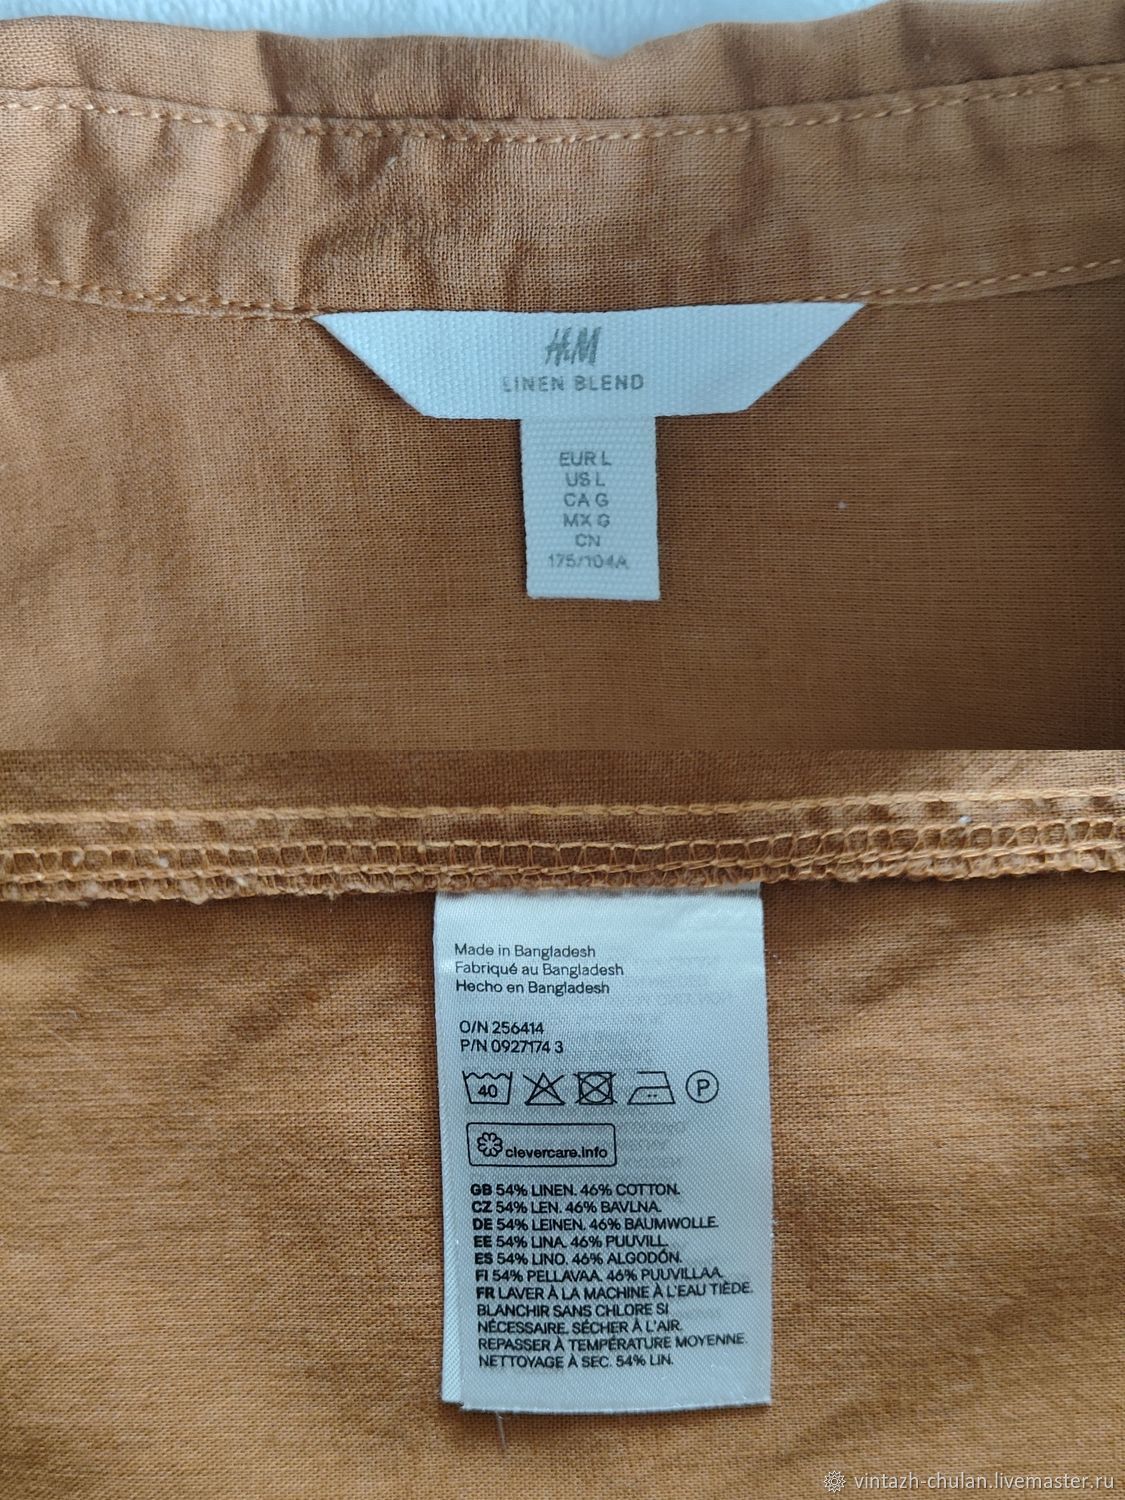 H&M
LINEN BLEND
EUR L
US L
CA G
MX G
CN
175/104A
Made in Bangladesh
Fabriqué au Bangladesh
Hecho en Bangladesh
O/N 256414
P/N 0927174 3
40
P
clevercare.info
GB 54% LINEN. 46% COTTON.
CZ 54% LEN. 46% BAVLNA.
DE 54% LEINEN. 46% BAUMWOLLE.
EE 54% LINA. 46% PUUVILL.
ES 54% LINO. 46% ALGODÓN.
FI 54% PELLAVAA. 46% PUUVILLAA.
FR LAVER À LA MACHINE À L'EAU TIÈDE.
BLANCHIR SANS CHLORE SI
NÉCESSAIRE. SÉCHER À L'AIR.
REPASSER À TEMPÉRATURE MOYENNE.
NETTOYAGE À SEC. 54% LIN.
vintazh-chulan.livemaster.ru